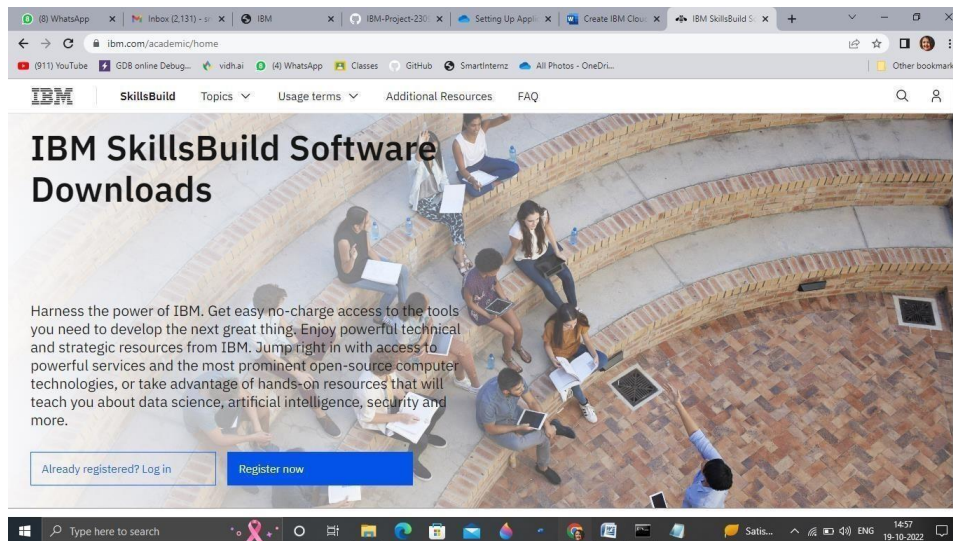 (8) WhatsApp
Inbox (2,131) - sr
IBM
IBM-Project-2309
Setting Up Applic
Create IBM Cloud
IBM SkillsBuild So
ibm.com/academic/home
(911) YouTube
GDB online Debug...
vidh.ai
(4) WhatsApp
Classes
GitHub
SmartInternz
All Photos - OneDri...
Other bookmark
IBM
SkillsBuild
Topics
Usage terms
Additional Resources
FAQ
IBM SkillsBuild Software
Downloads
Harness the power of IBM. Get easy no-charge access to the tools
you need to develop the next great thing. Enjoy powerful technical
and strategic resources from IBM. Jump right in with access to
powerful services and the most prominent open-source computer
technologies, or take advantage of hands-on resources that will
teach you about data science, artificial intelligence, security and
more.
Already registered? Log in
Register now
Type here to search
Satis...
ENG
14:57
19-10-2022